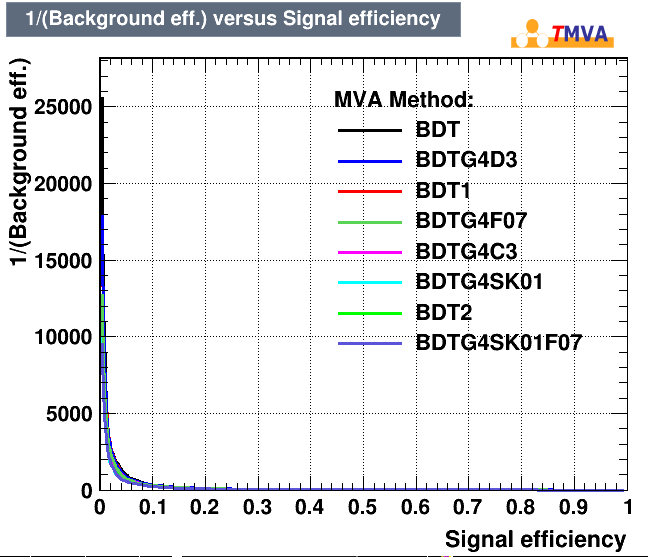 1/(Background eff.) versus Signal efficiency
TMVA
1/(Background eff.)
25000
20000
15000
10000
5000
0
MVA Method:
BDT
BDTG4D3
BDT1
BDTG4F07
BDTG4C3
BDTG4SK01
BDT2
BDTG4SK01F07
0 0.1 0.2 0.3 0.4 0.5 0.6 0.7 0.8 0.9 1
Signal efficiency